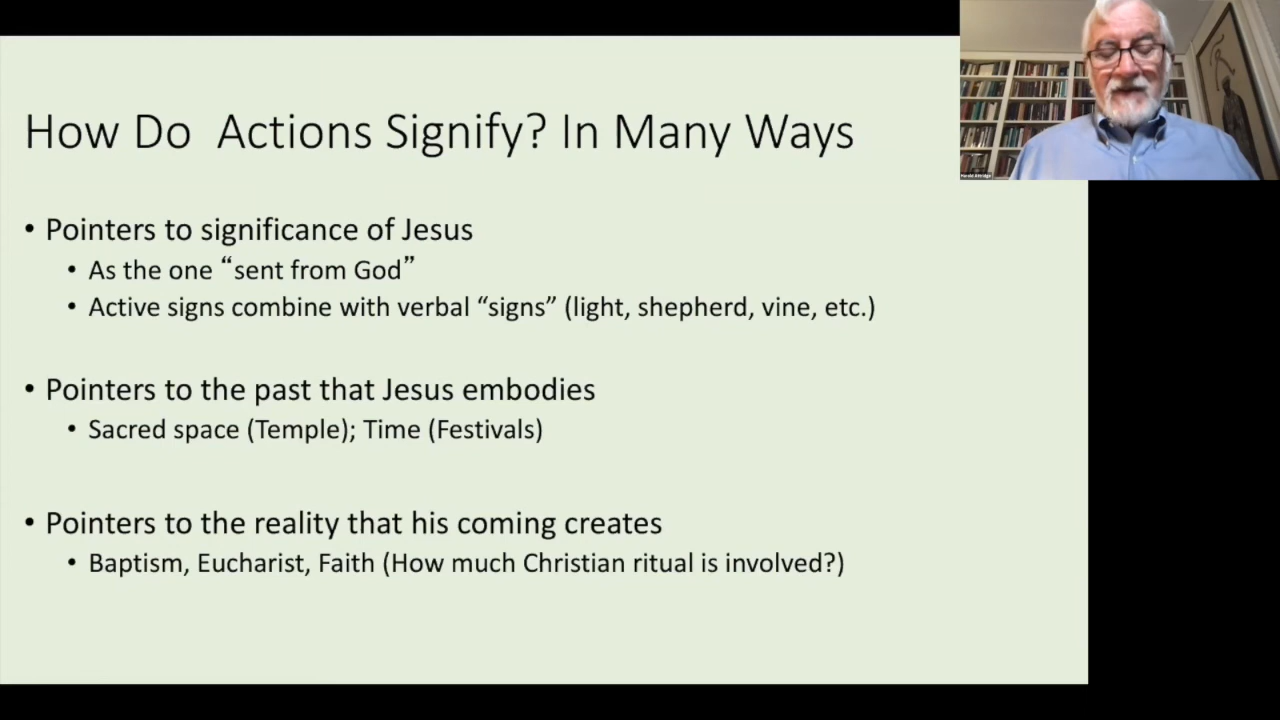 How Do  Actions Signify? In Many Ways
• Pointers to significance of Jesus
• As the one “sent from God”
• Active signs combine with verbal “signs” (light, shepherd, vine, etc.)
• Pointers to the past that Jesus embodies
• Sacred space (Temple); Time (Festivals)
• Pointers to the reality that his coming creates
• Baptism, Eucharist, Faith (How much Christian ritual is involved?)
Harold Attridge